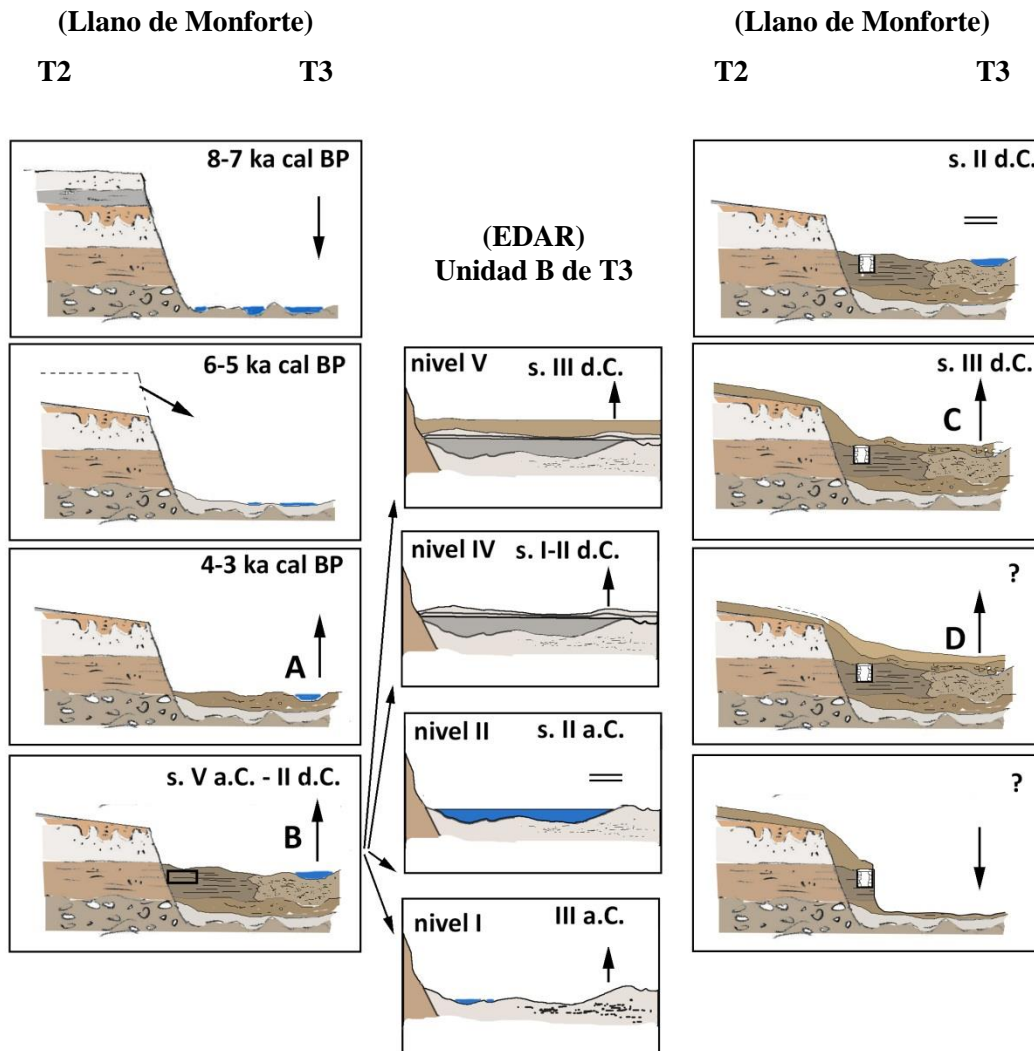 (Llano de Monforte)
T2 T3
8-7 ka cal BP
6-5 ka cal BP
4-3 ka cal BP
A
s. V a.C. - II d.C.
B
(EDAR)
Unidad B de T3
nivel V s. III d.C.
nivel IV s. I-II d.C.
nivel II s. II a.C.
nivel I III a.C.
(Llano de Monforte)
T2 T3
s. II d.C.
s. III d.C.
C
?
D
?